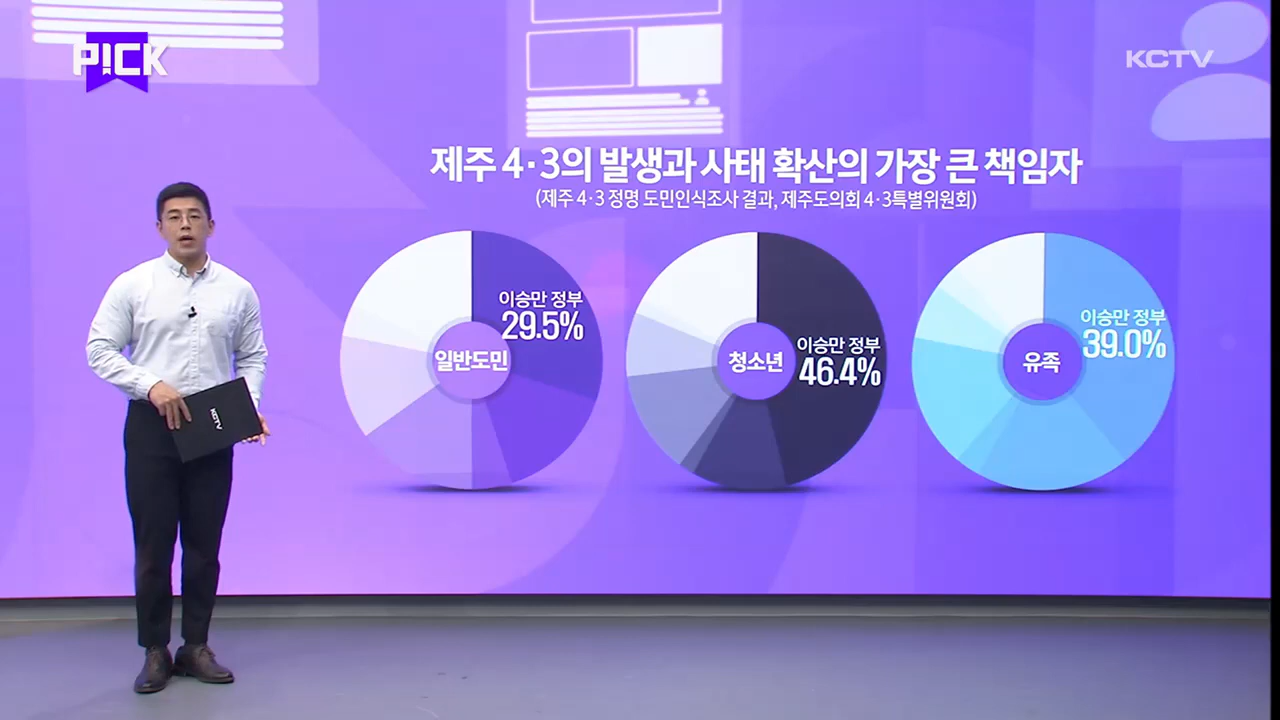 PICK
KCTV
제주 4·3의 발생과 사태 확산의 가장 큰 책임자
(제주 4·3 정명 도민인식조사 결과, 제주도의회 4·3특별위원회)
이승만 정부
29.5%
일반도민
이승만 정부
46.4%
청소년
이승만 정부
39.0%
유족
KCTV